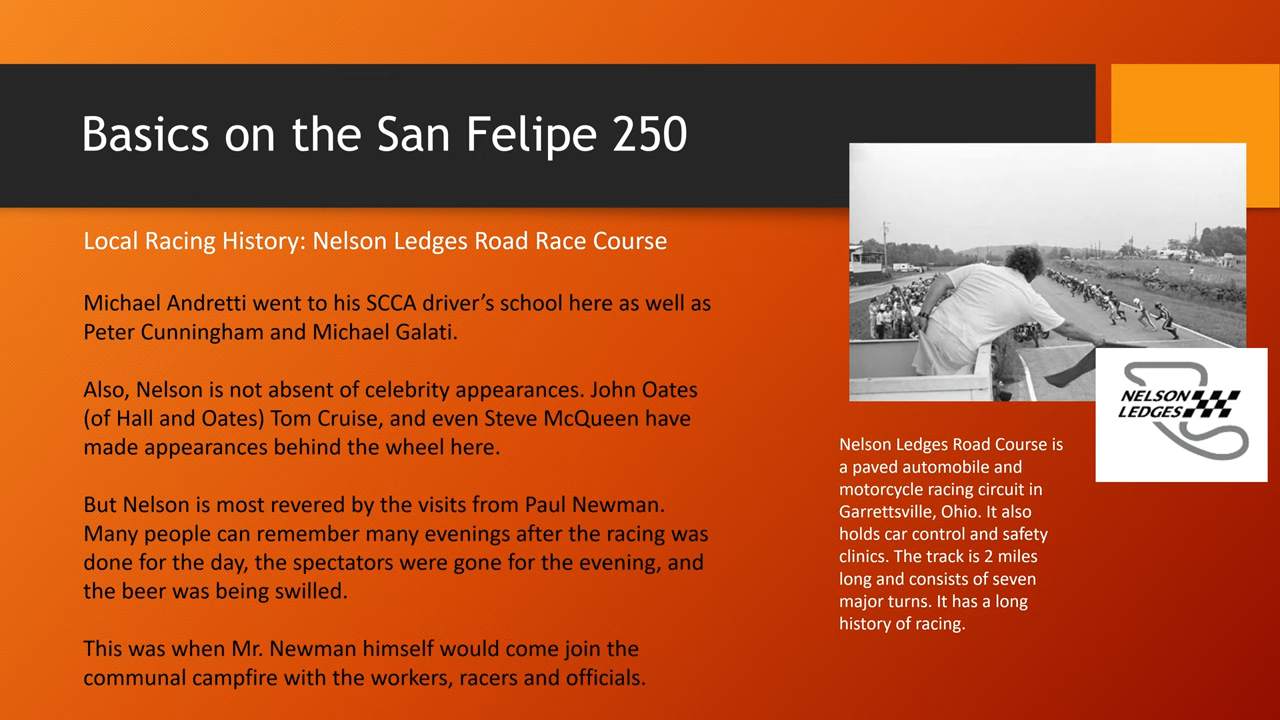 Basics on the San Felipe 250
Local Racing History: Nelson Ledges Road Race Course
Michael Andretti went to his SCCA driver’s school here as well as
Peter Cunningham and Michael Galati.
Also, Nelson is not absent of celebrity appearances. John Oates
(of Hall and Oates) Tom Cruise, and even Steve McQueen have
made appearances behind the wheel here.
But Nelson is most revered by the visits from Paul Newman.
Many people can remember many evenings after the racing was
done for the day, the spectators were gone for the evening, and
the beer was being swilled.
This was when Mr. Newman himself would come join the
communal campfire with the workers, racers and officials.
NELSON
LEDGES
Nelson Ledges Road Course is
a paved automobile and
motorcycle racing circuit in
Garrettsville, Ohio. It also
holds car control and safety
clinics. The track is 2 miles
long and consists of seven
major turns. It has a long
history of racing.